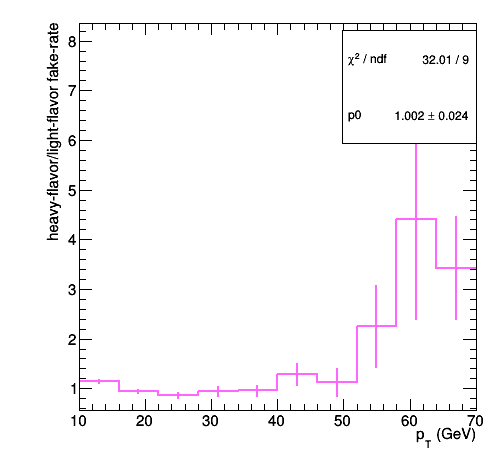 heavy-flavor/light-flavor fake-rate
8
7
6
5
4
3
2
1
χ² / ndf 32.01 / 9
p0 1.002 ± 0.024
10 20 30 40 50 60 70
p_T (GeV)